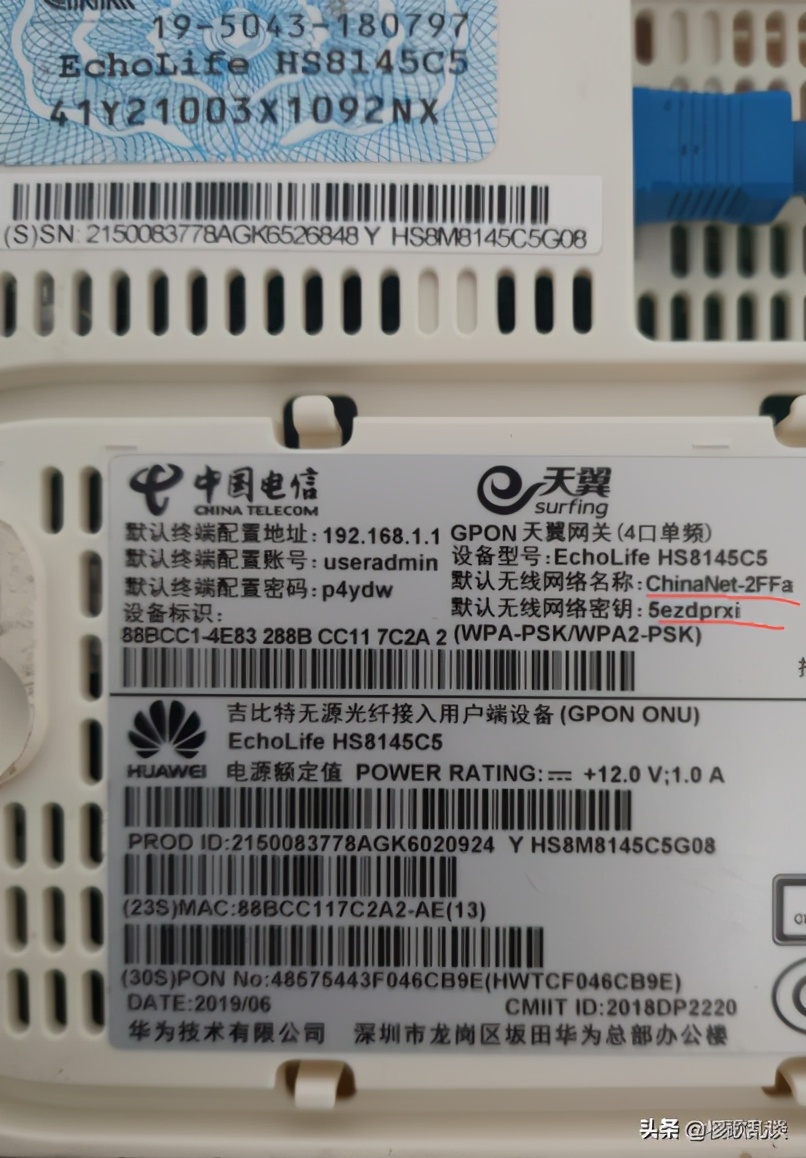 19-5043-180797
EchoLife HS8145C5
41Y21003X1092NX
(S)SN: 2150083778AGK6526848 Y HS8M8145C5G08
中国电信
CHINA TELECOM
天翼
surfing
默认终端配置地址: 192.168.1.1
GPON 天翼网关(4口单频)
默认终端配置账号: useradmin
设备型号: EchoLife HS8145C5
默认终端配置密码: p4ydw
默认无线网络名称: ChinaNet-2FFa
设备标识:
默认无线网络密钥: 5ezdprxi
88BCC1-4E83 288B CC11 7C2A 2
(WPA-PSK/WPA2-PSK)
HUAWEI
吉比特无源光纤接入用户端设备(GPON ONU)
EchoLife HS8145C5
电源额定值 POWER RATING: ⎓ +12.0 V;1.0 A
PROD ID:2150083778AGK6020924 Y HS8M8145C5G08
(23S)MAC:88BCC117C2A2-AE(13)
(30S)PON No:48575443F046CB9E(HWTCF046CB9E)
DATE:2019/06
CMIIT ID:2018DP2220
华为技术有限公司 深圳市龙岗区坂田华为总部办公楼
头条